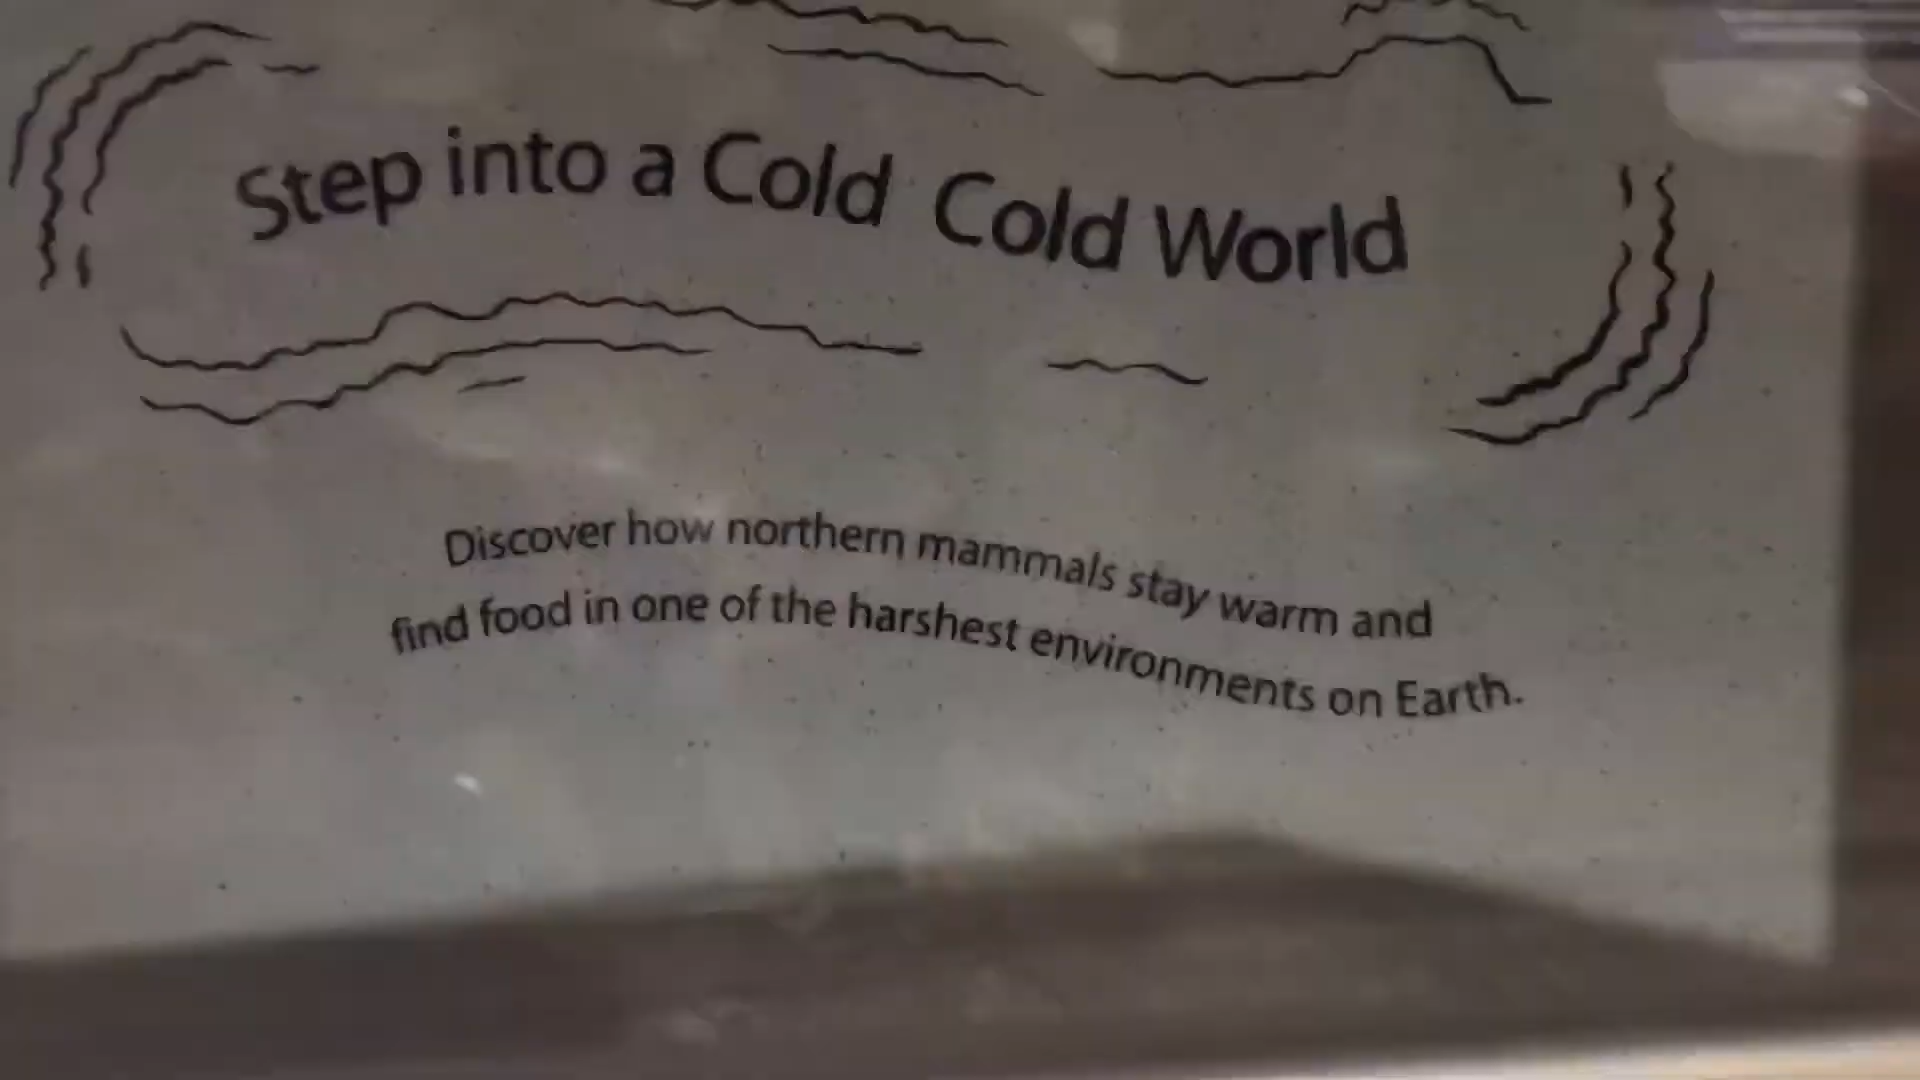 Step into a Cold Cold World
Discover how northern mammals stay warm and
find food in one of the harshest environments on Earth.